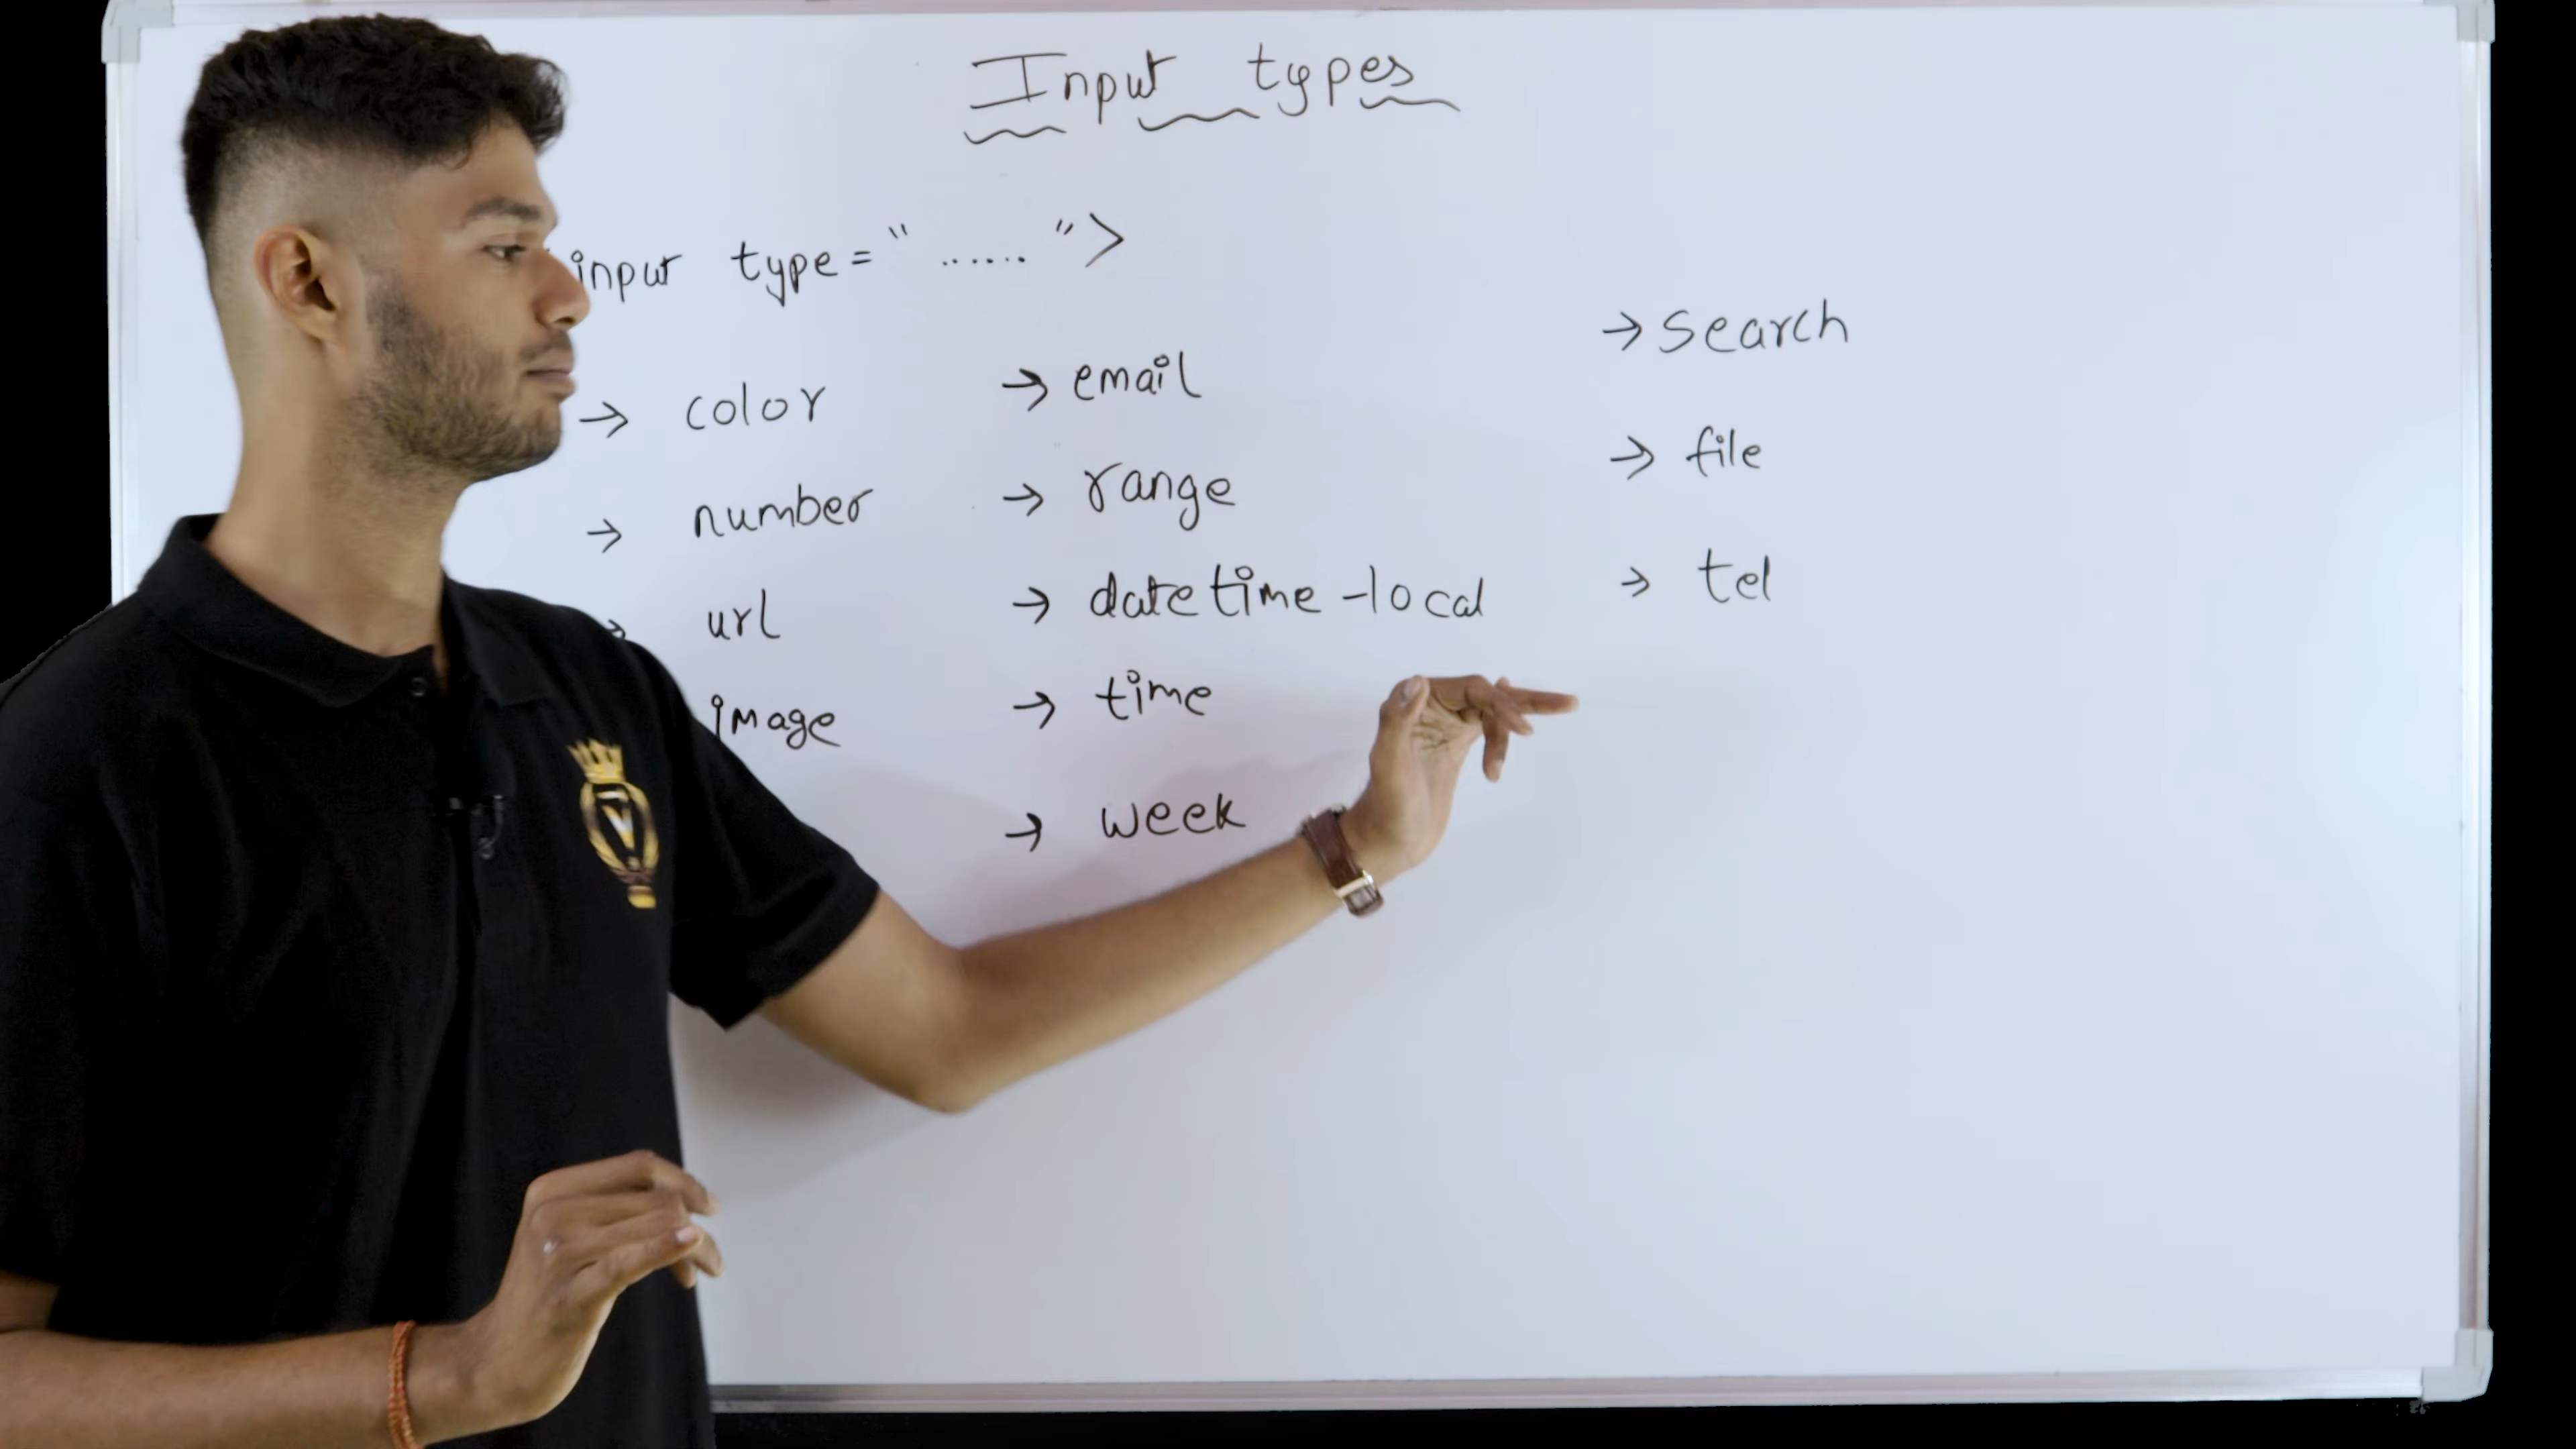 Input types
input type = " ...... ">
→ color
→ number
→ url
image
→ email
→ range
→ datetime-local
→ time
→ week
→ search
→ file
→ tel
V